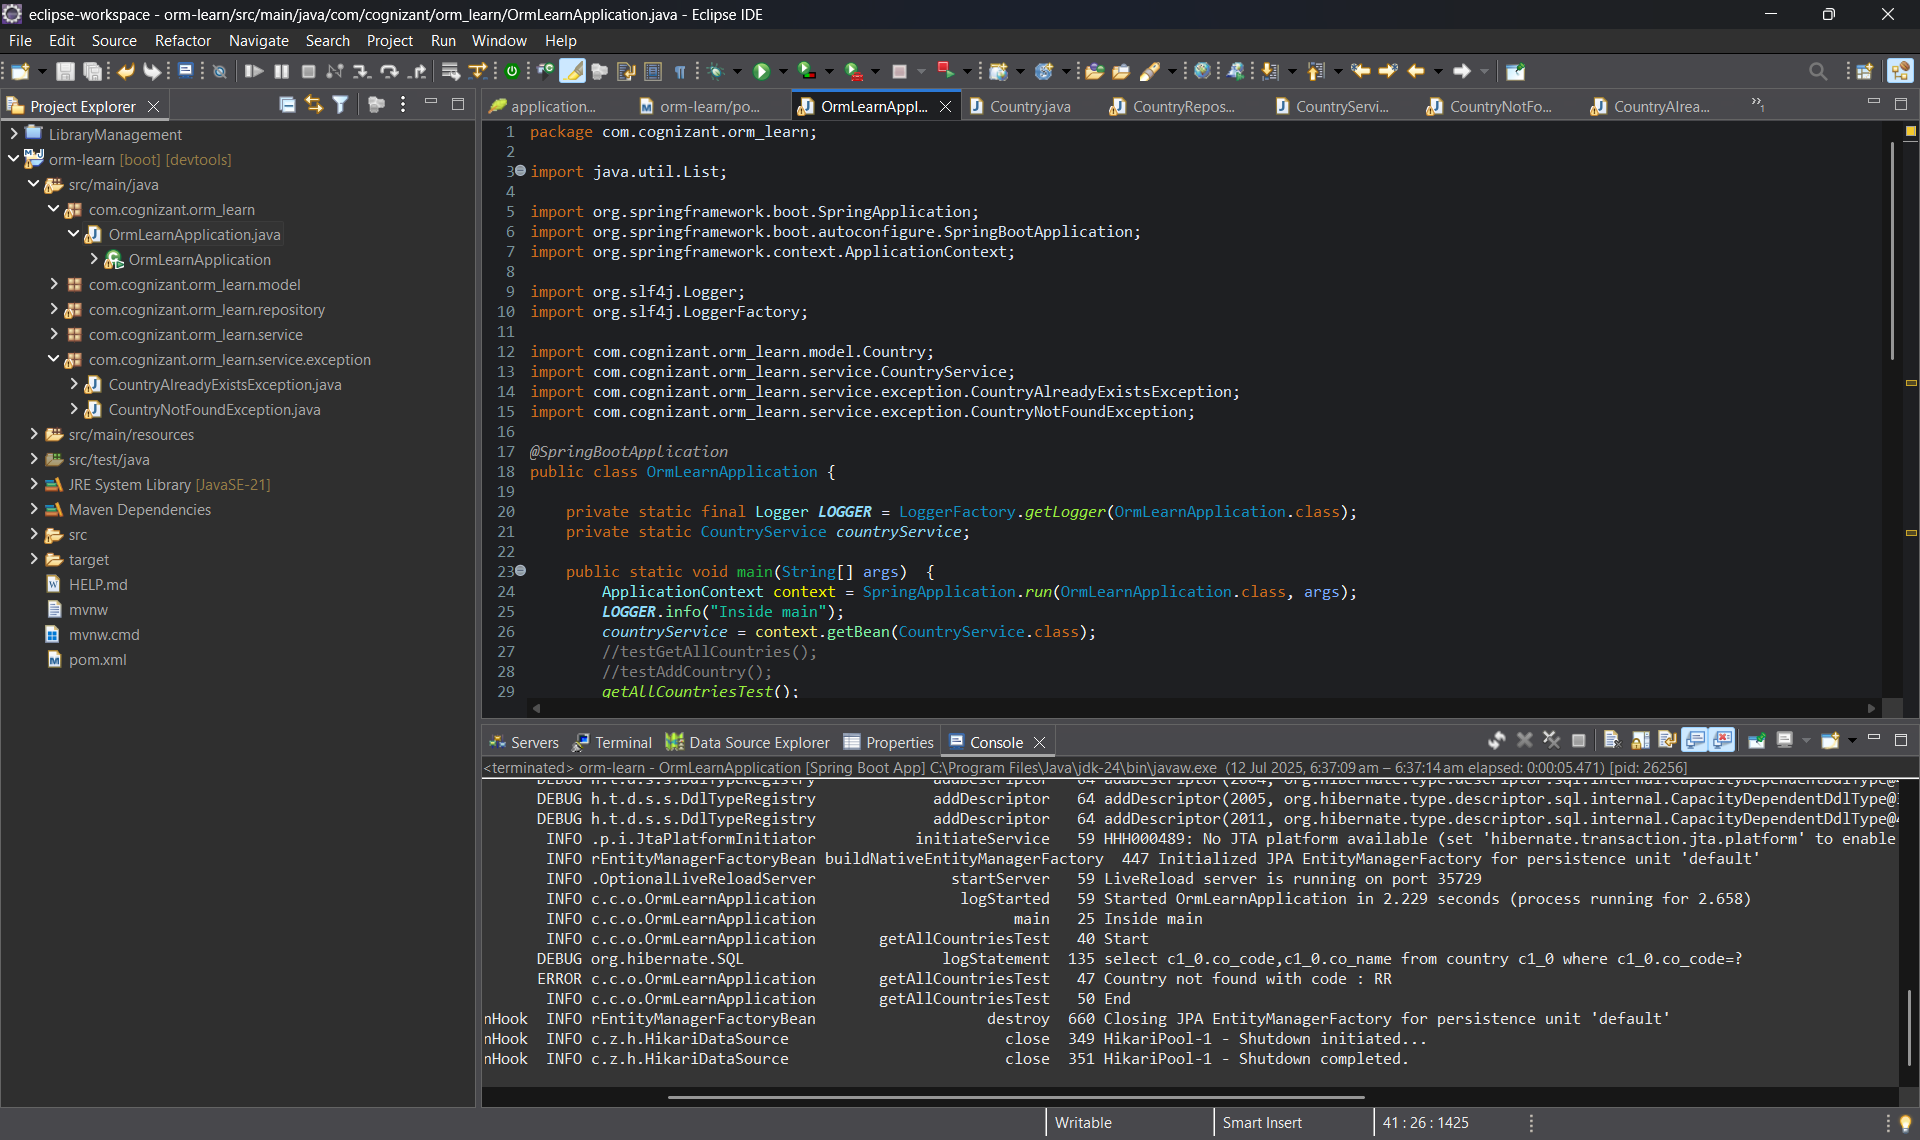 eclipse-workspace - orm-learn/src/main/java/com/cognizant/orm_learn/OrmLearnApplication.java - Eclipse IDE
File Edit Source Refactor Navigate Search Project Run Window Help
Project Explorer
LibraryManagement
orm-learn [boot] [devtools]
src/main/java
com.cognizant.orm_learn
OrmLearnApplication.java
OrmLearnApplication
com.cognizant.orm_learn.model
com.cognizant.orm_learn.repository
com.cognizant.orm_learn.service
com.cognizant.orm_learn.service.exception
CountryAlreadyExistsException.java
CountryNotFoundException.java
src/main/resources
src/test/java
JRE System Library [JavaSE-21]
Maven Dependencies
src
target
HELP.md
mvnw
mvnw.cmd
pom.xml
application... orm-learn/po... OrmLearnAppl... Country.java CountryRepos... CountryServi... CountryNotFo... CountryAlrea... »1
1 package com.cognizant.orm_learn;
2
3 import java.util.List;
4
5 import org.springframework.boot.SpringApplication;
6 import org.springframework.boot.autoconfigure.SpringBootApplication;
7 import org.springframework.context.ApplicationContext;
8
9 import org.slf4j.Logger;
10 import org.slf4j.LoggerFactory;
11
12 import com.cognizant.orm_learn.model.Country;
13 import com.cognizant.orm_learn.service.CountryService;
14 import com.cognizant.orm_learn.service.exception.CountryAlreadyExistsException;
15 import com.cognizant.orm_learn.service.exception.CountryNotFoundException;
16
17 @SpringBootApplication
18 public class OrmLearnApplication {
19
20 private static final Logger LOGGER = LoggerFactory.getLogger(OrmLearnApplication.class);
21 private static CountryService countryService;
22
23 public static void main(String[] args) {
24 ApplicationContext context = SpringApplication.run(OrmLearnApplication.class, args);
25 LOGGER.info("Inside main");
26 countryService = context.getBean(CountryService.class);
27 //testGetAllCountries();
28 //testAddCountry();
29 getAllCountriesTest();
Servers Terminal Data Source Explorer Properties Console
<terminated> orm-learn - OrmLearnApplication [Spring Boot App] C:\Program Files\Java\jdk-24\bin\javaw.exe (12 Jul 2025, 6:37:09 am – 6:37:14 am elapsed: 0:00:05.471) [pid: 26256]
DEBUG h.t.d.s.s.DdlTypeRegistry addDescriptor 64 addDescriptor(2004, org.hibernate.type.descriptor.sql.internal.CapacityDependentDdlType@
DEBUG h.t.d.s.s.DdlTypeRegistry addDescriptor 64 addDescriptor(2005, org.hibernate.type.descriptor.sql.internal.CapacityDependentDdlType@
DEBUG h.t.d.s.s.DdlTypeRegistry addDescriptor 64 addDescriptor(2011, org.hibernate.type.descriptor.sql.internal.CapacityDependentDdlType@
INFO .p.i.JtaPlatformInitiator initiateService 59 HHH000489: No JTA platform available (set 'hibernate.transaction.jta.platform' to enable
INFO rEntityManagerFactoryBean buildNativeEntityManagerFactory 447 Initialized JPA EntityManagerFactory for persistence unit 'default'
INFO .OptionalLiveReloadServer startServer 59 LiveReload server is running on port 35729
INFO c.c.o.OrmLearnApplication logStarted 59 Started OrmLearnApplication in 2.229 seconds (process running for 2.658)
INFO c.c.o.OrmLearnApplication main 25 Inside main
INFO c.c.o.OrmLearnApplication getAllCountriesTest 40 Start
DEBUG org.hibernate.SQL logStatement 135 select c1_0.co_code,c1_0.co_name from country c1_0 where c1_0.co_code=?
ERROR c.c.o.OrmLearnApplication getAllCountriesTest 47 Country not found with code : RR
INFO c.c.o.OrmLearnApplication getAllCountriesTest 50 End
nHook INFO rEntityManagerFactoryBean destroy 660 Closing JPA EntityManagerFactory for persistence unit 'default'
nHook INFO c.z.h.HikariDataSource close 349 HikariPool-1 - Shutdown initiated...
nHook INFO c.z.h.HikariDataSource close 351 HikariPool-1 - Shutdown completed.
Writable Smart Insert 41 : 26 : 1425